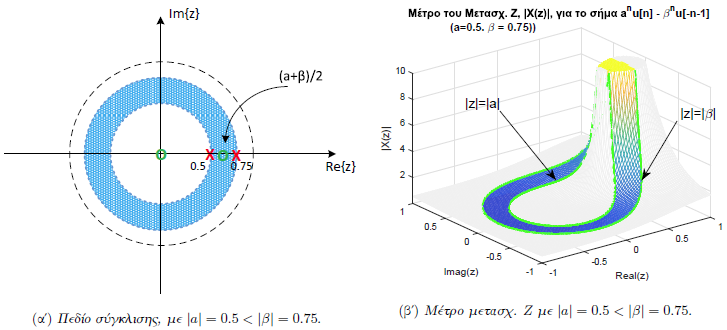 Im{z}
(a+β)/2
0.5
0.75
Re{z}
(α΄) Πεδίο σύγκλισης, με |a| = 0.5 < |β| = 0.75.
Μέτρο του Μετασχ. Ζ, |X(z)|, για το σήμα aⁿu[n] - βⁿu[-n-1]
(a=0.5. β = 0.75))
|X(z)|
10
8
6
4
2
|z|=|a|
|z|=|β|
1
0.5
0
-0.5
-1
Imag(z)
-1
-0.5
0
0.5
1
Real(z)
(β΄) Μέτρο μετασχ. Z με |a| = 0.5 < |β| = 0.75.